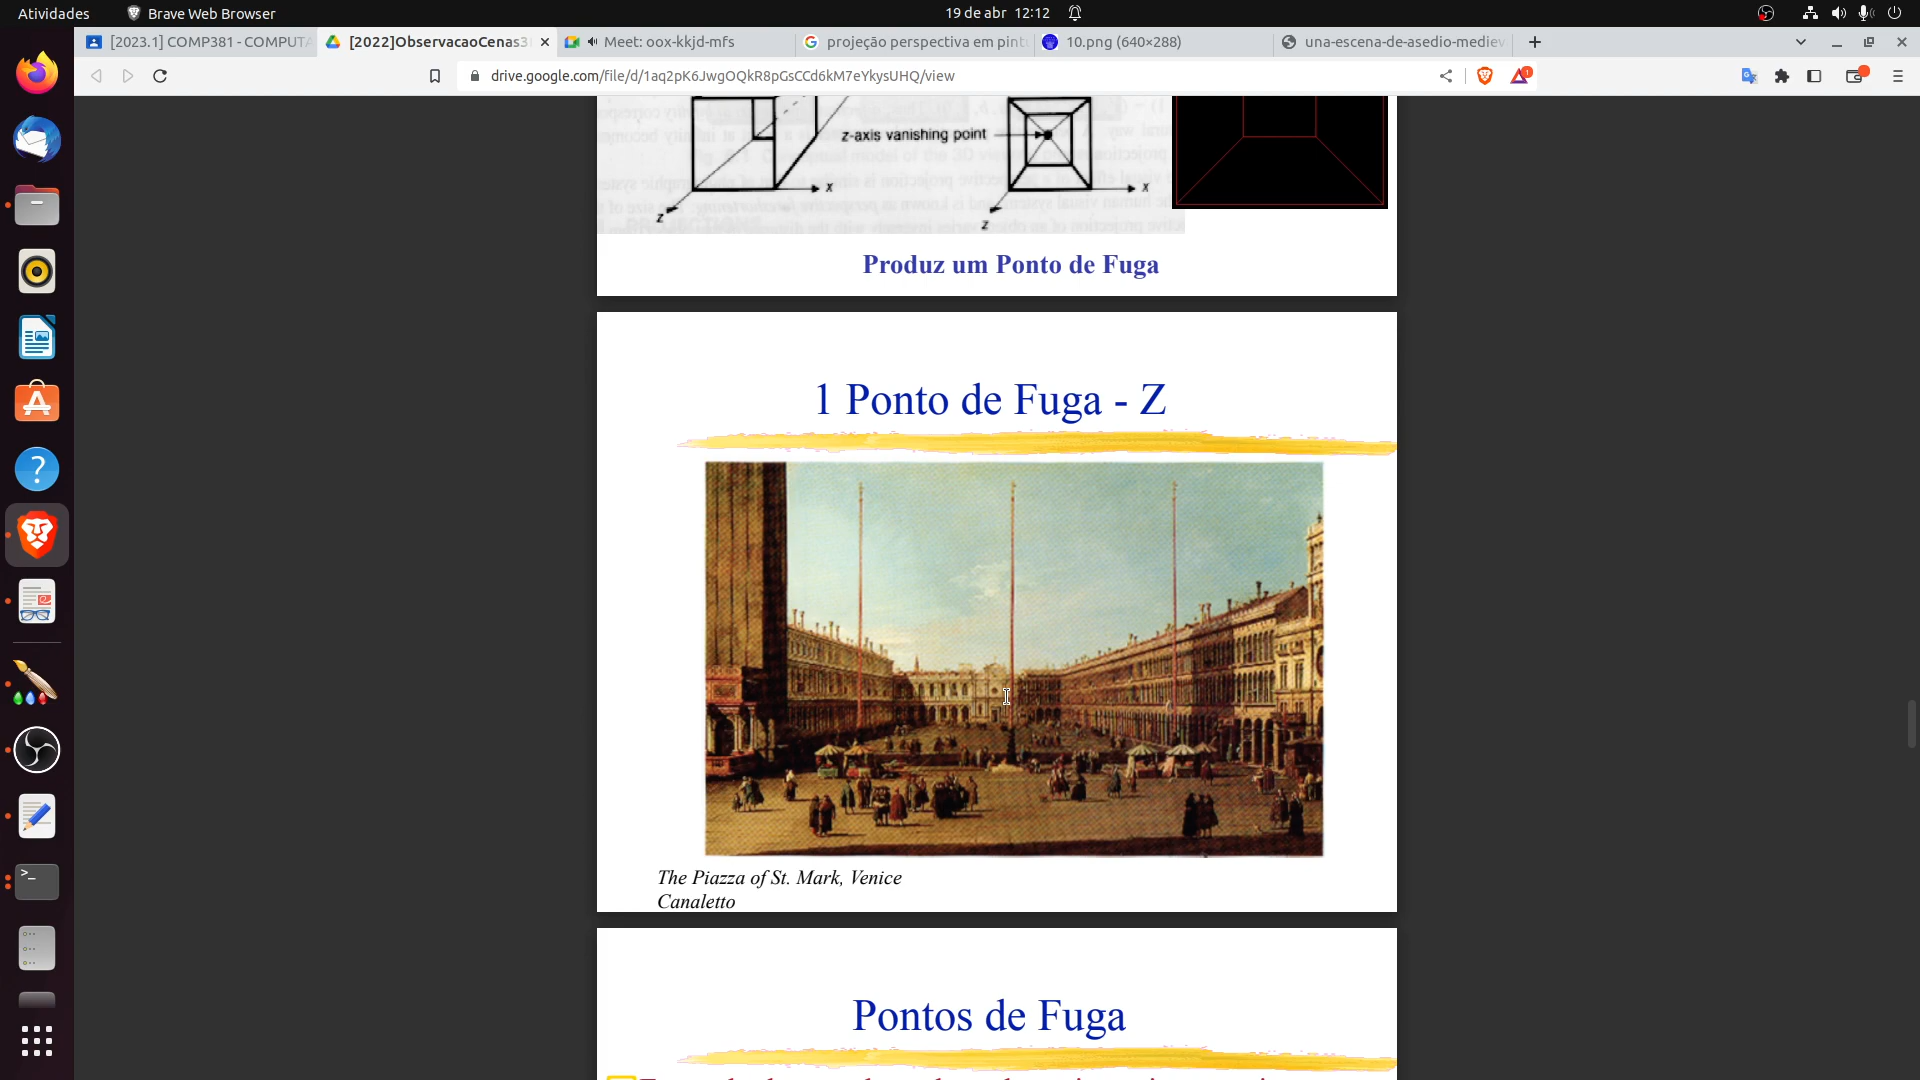 Atividades
Brave Web Browser
19 de abr 12:12
[2023.1] COMP381 - COMPUTA
[2022]ObservacaoCenas3
Meet: oox-kkjd-mfs
projeção perspectiva em pint
10.png (640×288)
una-escena-de-asedio-mediev
drive.google.com/file/d/1aq2pK6JwgOQkR8pGsCCd6kM7eYkysUHQ/view
z-axis vanishing point
x
x
z
z
Produz um Ponto de Fuga
1 Ponto de Fuga - Z
The Piazza of St. Mark, Venice
Canaletto
Pontos de Fuga